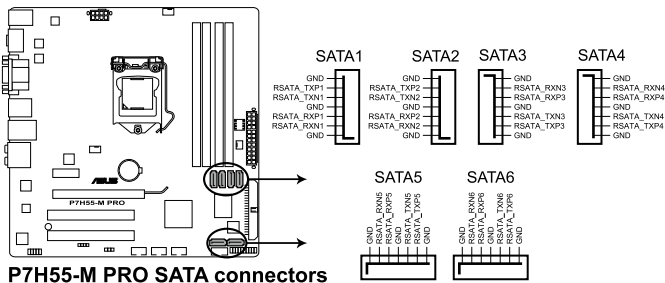 SATA1
GND
RSATA_TXP1
RSATA_TXN1
GND
RSATA_RXP1
RSATA_RXN1
GND
SATA2
GND
RSATA_TXP2
RSATA_TXN2
GND
RSATA_RXP2
RSATA_RXN2
GND
SATA3
GND
RSATA_RXN3
RSATA_RXP3
GND
RSATA_TXN3
RSATA_TXP3
GND
SATA4
GND
RSATA_RXN4
RSATA_RXP4
GND
RSATA_TXN4
RSATA_TXP4
GND
SATA5
GND
RSATA_RXN5
RSATA_RXP5
GND
RSATA_TXN5
RSATA_TXP5
GND
SATA6
GND
RSATA_RXN6
RSATA_RXP6
GND
RSATA_TXN6
RSATA_TXP6
GND
ASUS
P7H55-M PRO
P7H55-M PRO SATA connectors